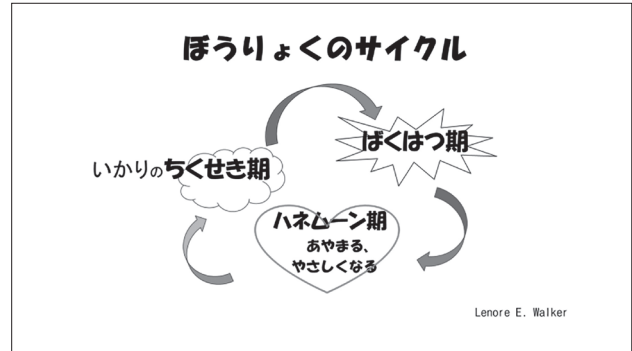 ぼうりょくのサイクル
ばくはつ期
いかりのちくせき期
ハネムーン期
あやまる、
やさしくなる
Lenore E. Walker